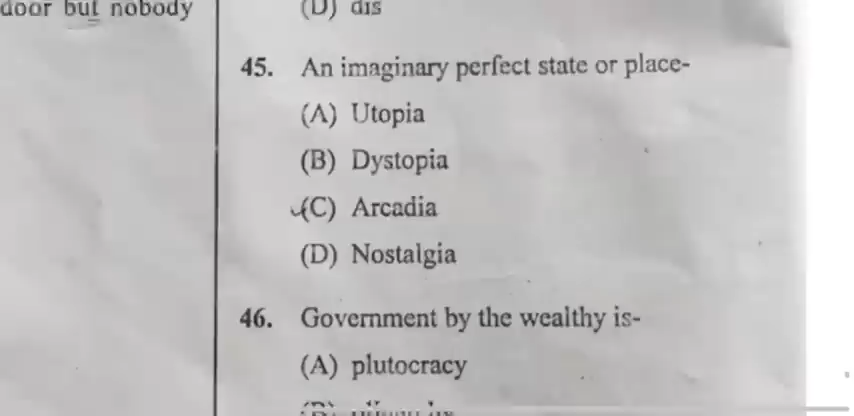 door but nobody
(D) dis
45. An imaginary perfect state or place-
(A) Utopia
(B) Dystopia
(C) Arcadia
(D) Nostalgia
46. Government by the wealthy is-
(A) plutocracy